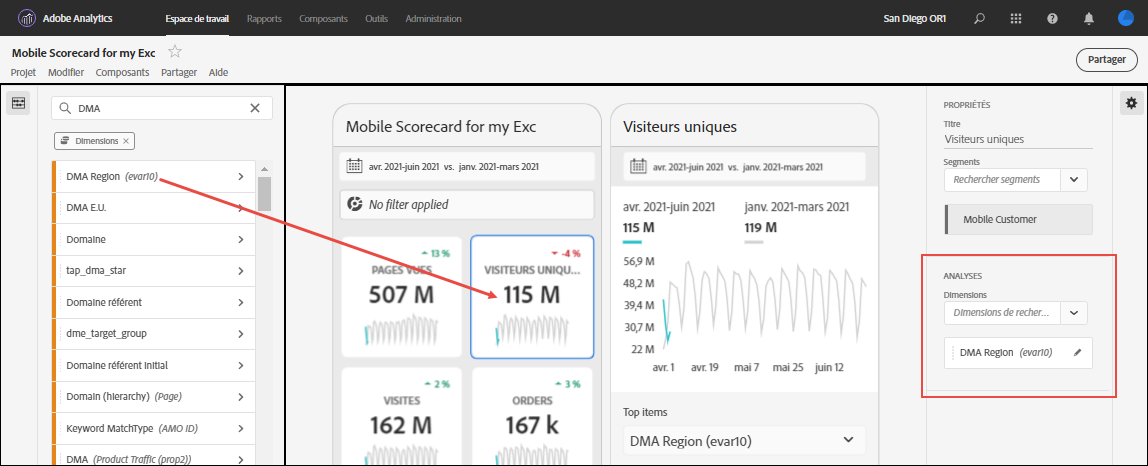 Adobe Analytics
Espace de travail
Rapports
Composants
Outils
Administration
San Diego OR1
Mobile Scorecard for my Exc
Projet
Modifier
Composants
Partager
Aide
Partager
DMA
Dimensions
DMA Region (evar10)
DMA E.U.
Domaine
tap_dma_star
Domaine référent
dme_target_group
Domaine référent initial
Domain (hierarchy) (Page)
Keyword MatchType (AMO ID)
DMA (Product Traffic (prop2))
Mobile Scorecard for my Exc
avr. 2021-juin 2021 vs. janv. 2021-mars 2021
No filter applied
13 %
PAGES VUES
507 M
-4 %
VISITEURS UNIQU...
115 M
2 %
VISITES
162 M
3 %
ORDERS
167 k
Visiteurs uniques
avr. 2021-juin 2021 vs. janv. 2021-mars 2021
avr. 2021-juin 2021
115 M
janv. 2021-mars 2021
119 M
56,9 M
48,2 M
39,4 M
30,7 M
22 M
avr. 1
avr. 19
mai 7
mai 25
juin 12
Top items
DMA Region (evar10)
PROPRIÉTÉS
Titre
Visiteurs uniques
Segments
Rechercher segments
Mobile Customer
ANALYSES
Dimensions
Dimensions de recher...
DMA Region (evar10)